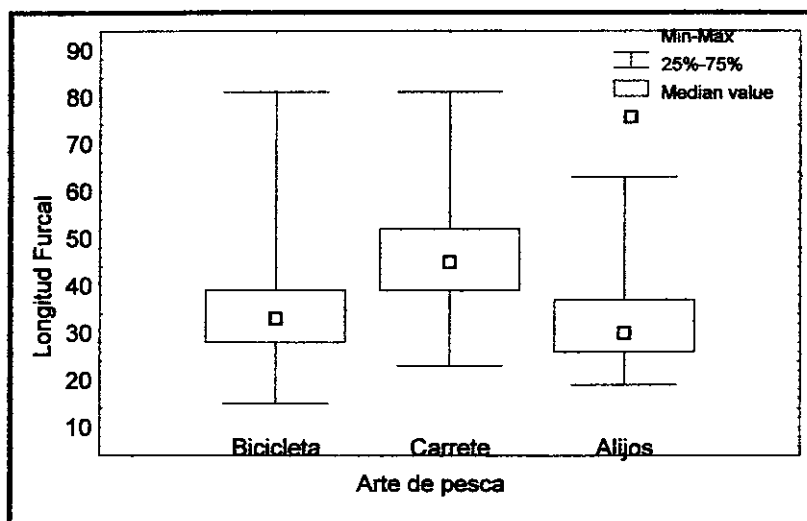 Min-Max
25%-75%
Median value
90
80
70
60
50
40
30
20
10
Longitud Furcal
Bicicleta Carrete Alijos
Arte de pesca